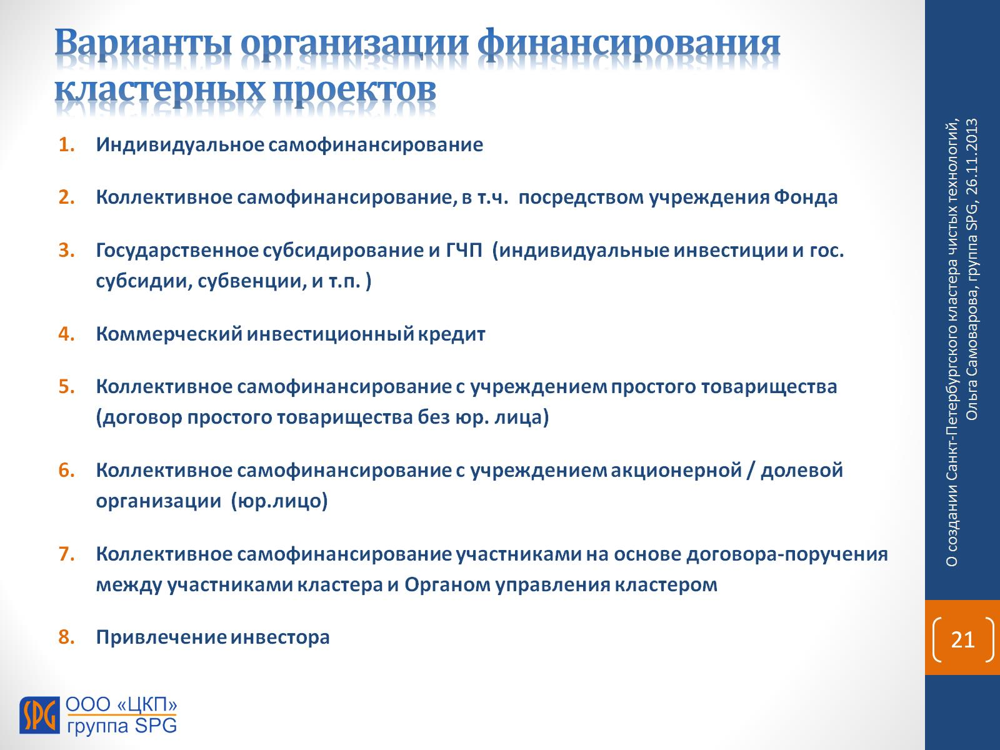 Варианты организации финансирования
кластерных проектов
1. Индивидуальное самофинансирование
2. Коллективное самофинансирование, в т.ч. посредством учреждения Фонда
3. Государственное субсидирование и ГЧП (индивидуальные инвестиции и гос.
субсидии, субвенции, и т.п. )
4. Коммерческий инвестиционный кредит
5. Коллективное самофинансирование с учреждением простого товарищества
(договор простого товарищества без юр. лица)
6. Коллективное самофинансирование с учреждением акционерной / долевой
организации (юр.лицо)
7. Коллективное самофинансирование участниками на основе договора-поручения
между участниками кластера и Органом управления кластером
8. Привлечение инвестора
О создании Санкт-Петербургского кластера чистых технологий,
Ольга Самоварова, группа SPG, 26.11.2013
21
SPG
ООО «ЦКП»
группа SPG